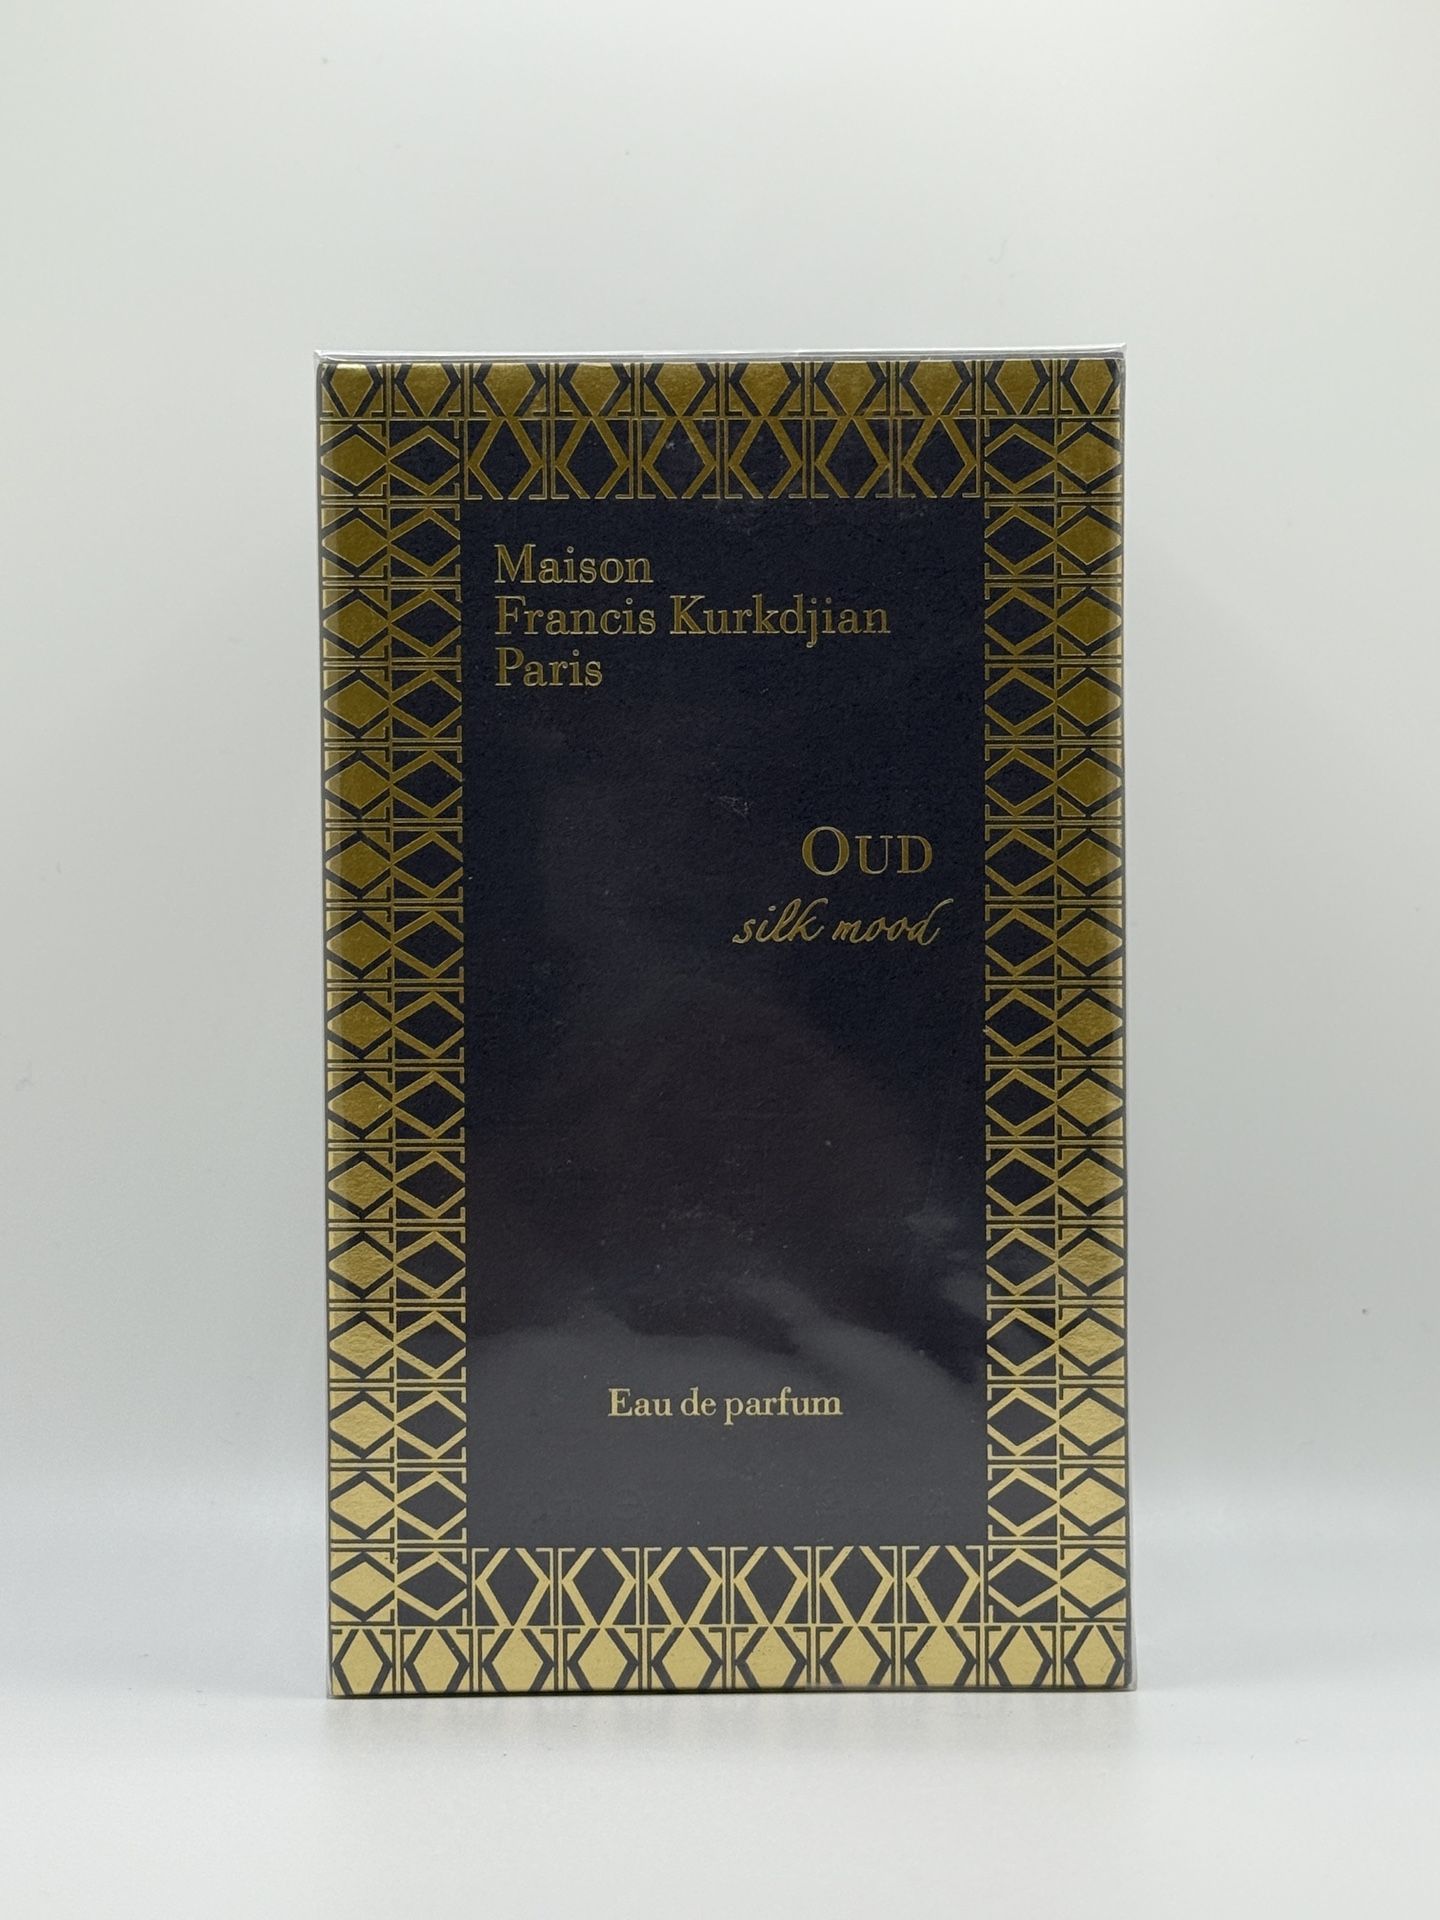 Maison
Francis Kurkdjian
Paris
OUD
silk mood
Eau de parfum